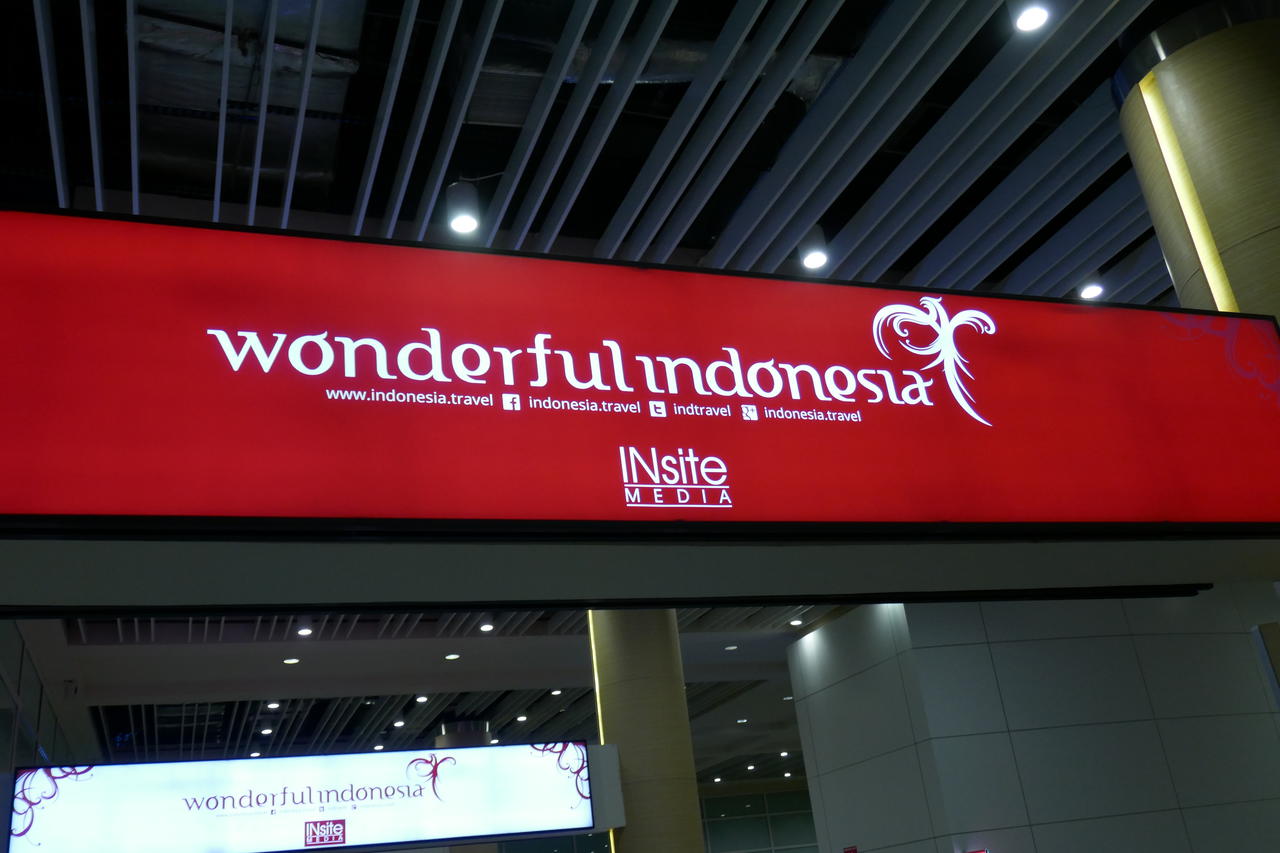 wonderfulindonesia
www.indonesia.travel f indonesia.travel t indtravel g+ indonesia.travel
INsite
MEDIA
wonderfulindonesia
INsite
MEDIA